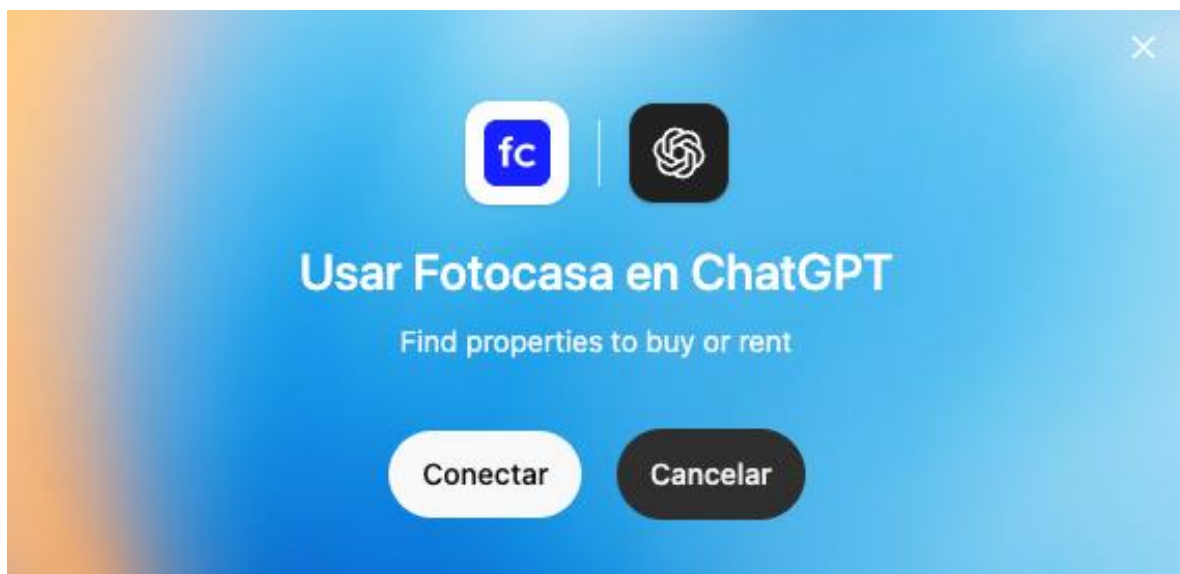 fc
Usar Fotocasa en ChatGPT
Find properties to buy or rent
Conectar
Cancelar